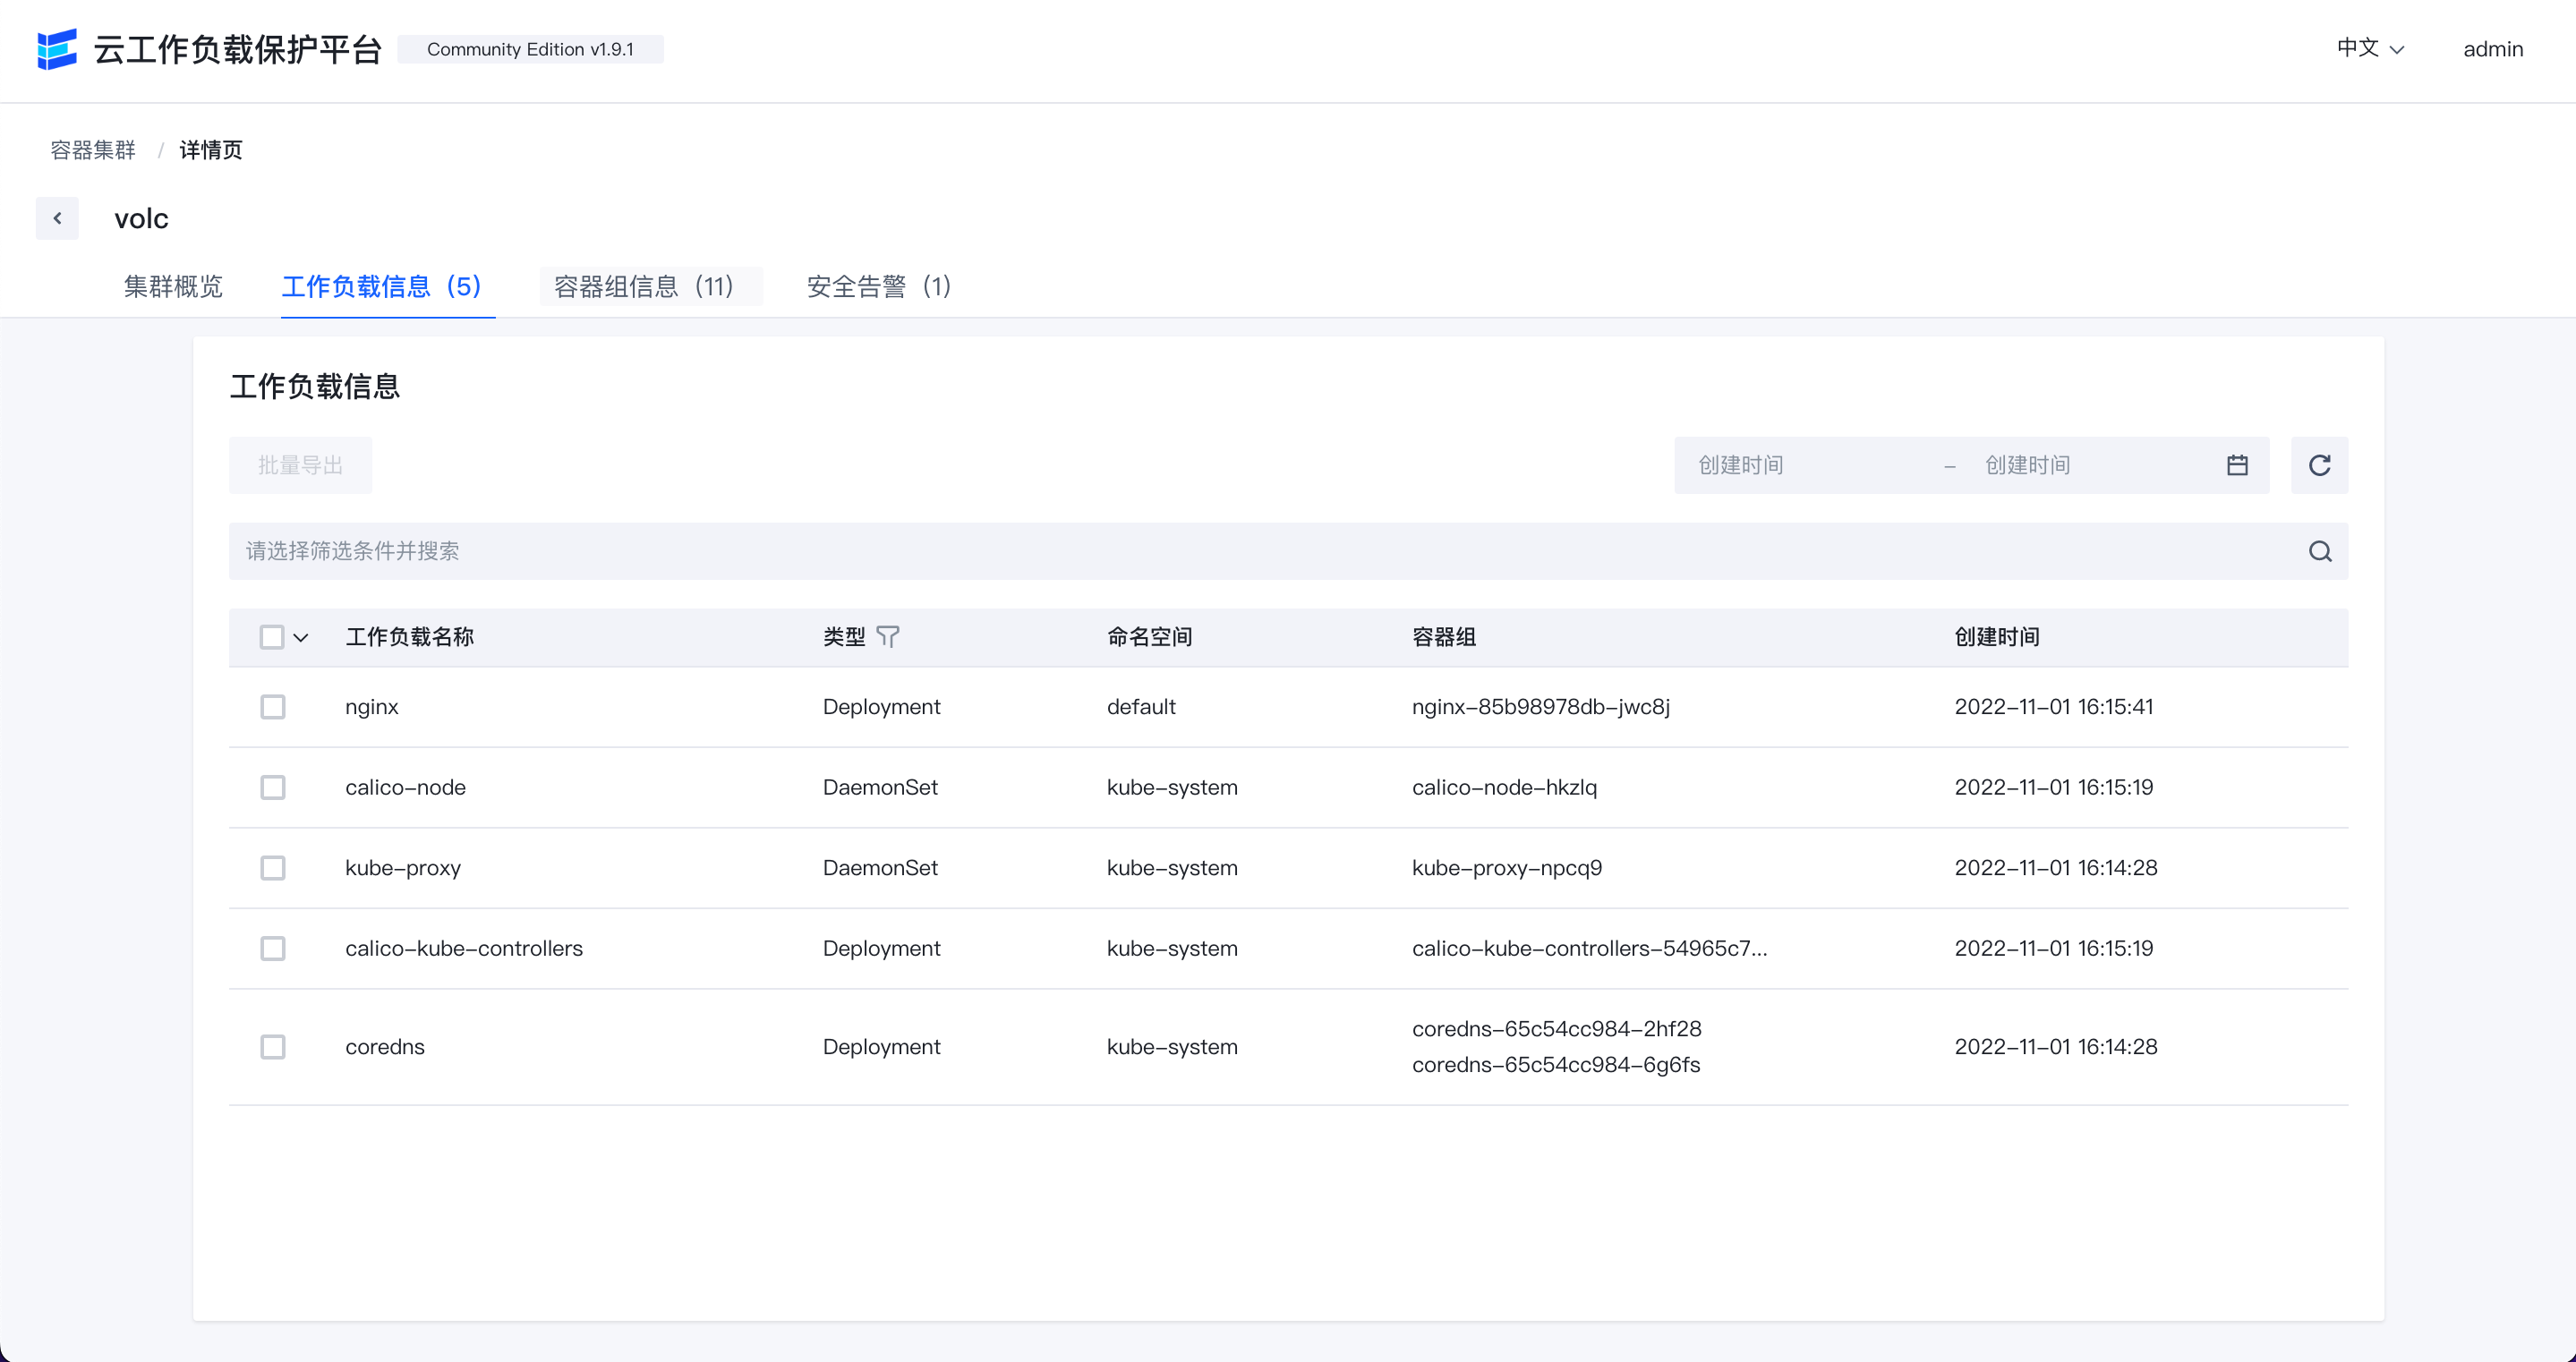 云工作负载保护平台 Community Edition v1.9.1 中文 admin
容器集群 / 详情页
volc
集群概览 工作负载信息（5） 容器组信息（11） 安全告警（1）
工作负载信息
批量导出 创建时间 – 创建时间
请选择筛选条件并搜索
工作负载名称 类型 命名空间 容器组 创建时间
nginx Deployment default nginx-85b98978db-jwc8j 2022-11-01 16:15:41
calico-node DaemonSet kube-system calico-node-hkzlq 2022-11-01 16:15:19
kube-proxy DaemonSet kube-system kube-proxy-npcq9 2022-11-01 16:14:28
calico-kube-controllers Deployment kube-system calico-kube-controllers-54965c7... 2022-11-01 16:15:19
coredns Deployment kube-system coredns-65c54cc984-2hf28 2022-11-01 16:14:28
coredns-65c54cc984-6g6fs